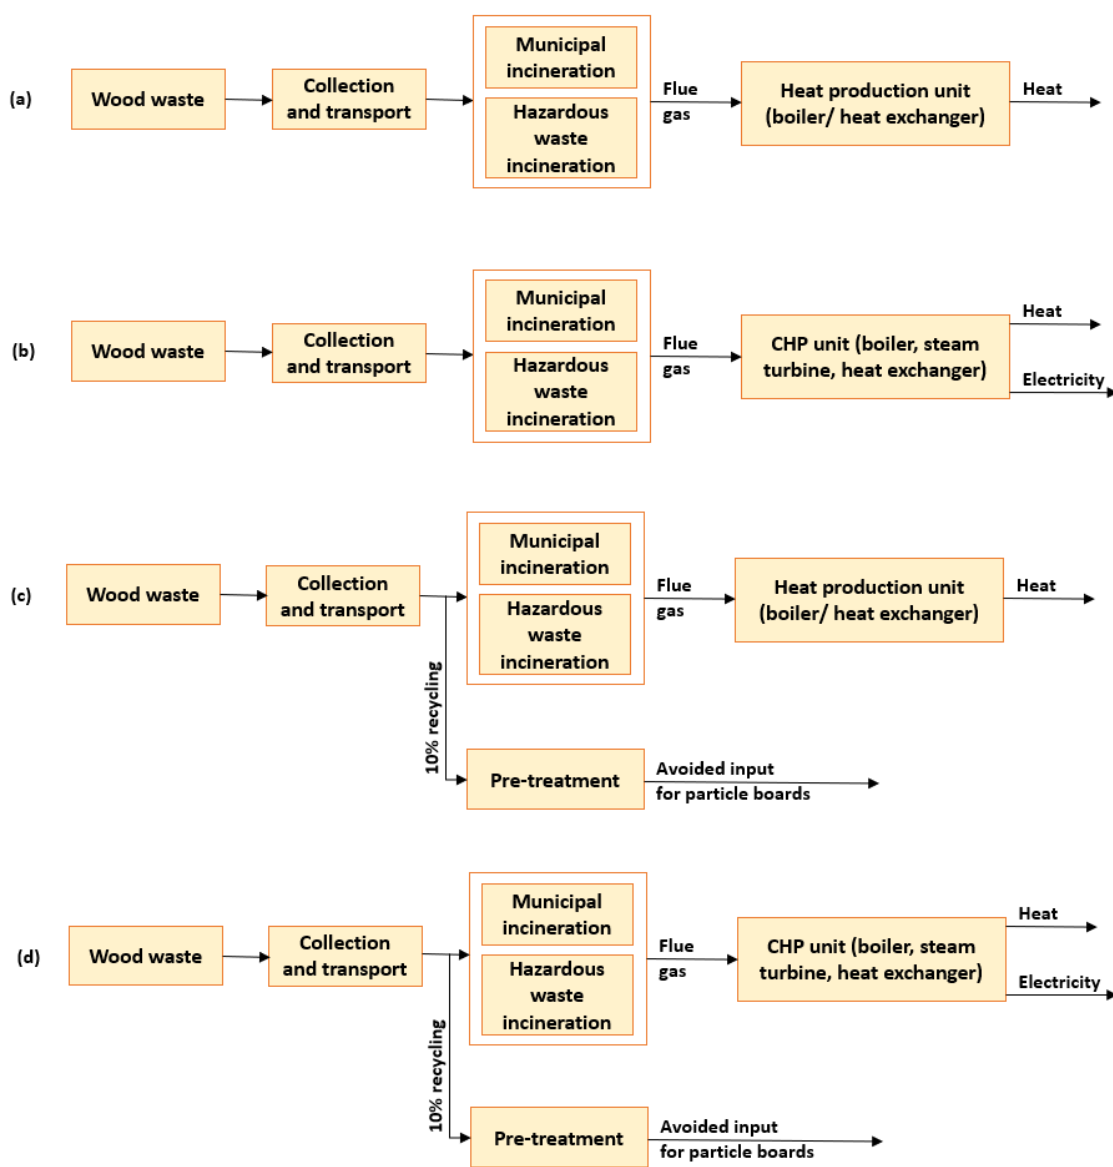 (a)
Wood waste
Collection
and transport
Municipal
incineration
Hazardous
waste
incineration
Flue
gas
Heat production unit
(boiler/ heat exchanger)
Heat
(b)
Wood waste
Collection
and transport
Municipal
incineration
Hazardous
waste
incineration
Flue
gas
CHP unit (boiler, steam
turbine, heat exchanger)
Heat
Electricity
(c)
Wood waste
Collection
and transport
Municipal
incineration
Hazardous
waste
incineration
Flue
gas
Heat production unit
(boiler/ heat exchanger)
Heat
10% recycling
Pre-treatment
Avoided input
for particle boards
(d)
Wood waste
Collection
and transport
Municipal
incineration
Hazardous
waste
incineration
Flue
gas
CHP unit (boiler, steam
turbine, heat exchanger)
Heat
Electricity
10% recycling
Pre-treatment
Avoided input
for particle boards